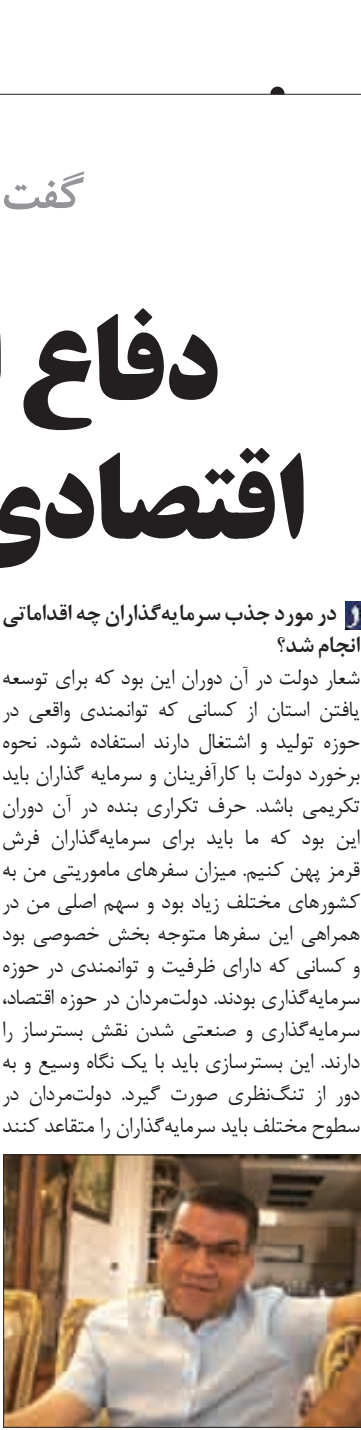 گفت
دفاع
اقتصادی
در مورد جذب سرمایه‌گذاران چه اقداماتی
انجام شد؟
شعار دولت در آن دوران این بود که برای توسعه
یافتن استان از کسانی که توانمندی واقعی در
حوزه تولید و اشتغال دارند استفاده شود. نحوه
برخورد دولت با کارآفرینان و سرمایه گذاران باید
تکریمی باشد. حرف تکراری بنده در آن دوران
این بود که ما باید برای سرمایه‌گذاران فرش
قرمز پهن کنیم. میزان سفرهای ماموریتی من به
کشورهای مختلف زیاد بود و سهم اصلی من در
همراهی این سفرها متوجه بخش خصوصی بود
و کسانی که دارای ظرفیت و توانمندی در حوزه
سرمایه‌گذاری بودند. دولت‌مردان در حوزه اقتصاد،
سرمایه‌گذاری و صنعتی شدن نقش بسترساز را
دارند. این بسترسازی باید با یک نگاه وسیع و به
دور از تنگ‌نظری صورت گیرد. دولت‌مردان در
سطوح مختلف باید سرمایه‌گذاران را متقاعد کنند